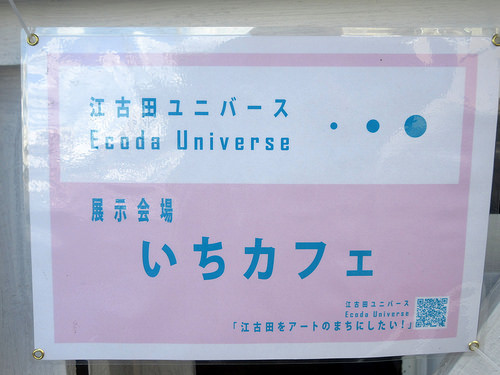 江古田ユニバース
Ecoda Universe
展示会場
いちカフェ
江古田ユニバース
Ecoda Universe
「江古田をアートのまちにしたい！」